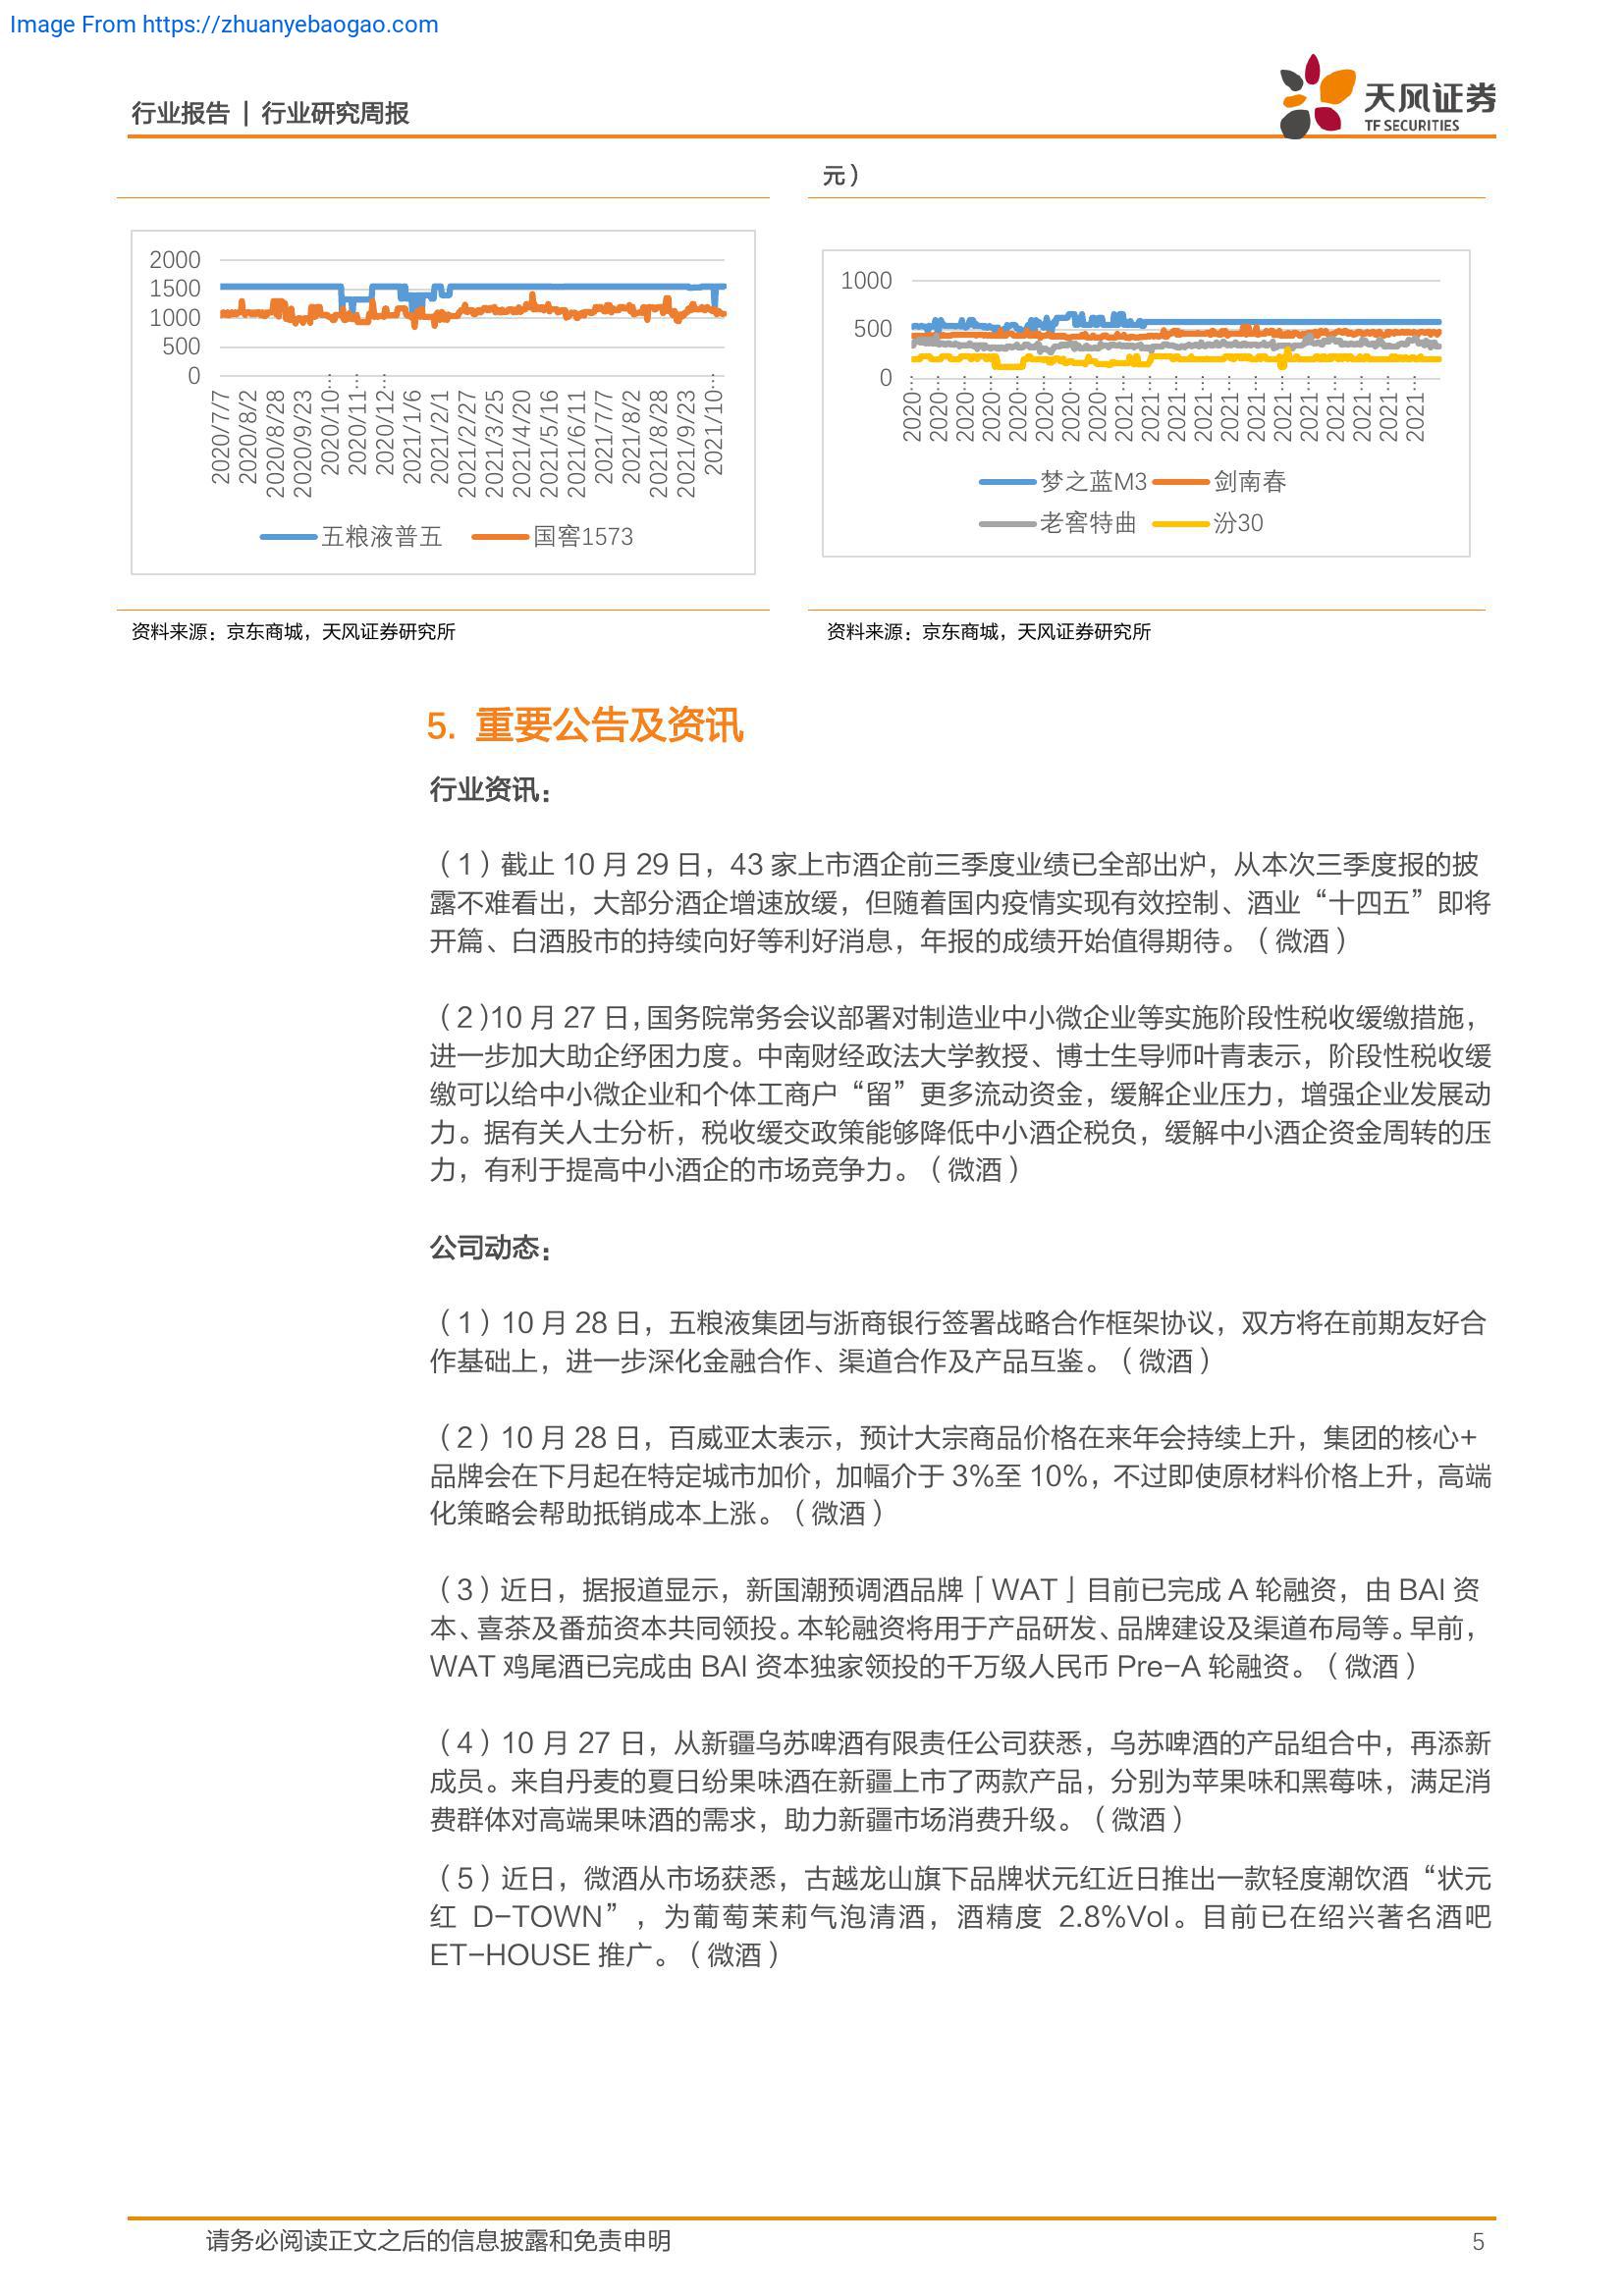 Image From https://zhuanyebaogao.com
行业报告 | 行业研究周报
天风证券
TF SECURITIES
元）
2000
1500
1000
500
0
2020/7/7
2020/8/2
2020/8/28
2020/9/23
2020/10…
2020/11…
2020/12…
2021/1/6
2021/2/1
2021/2/27
2021/3/25
2021/4/20
2021/5/16
2021/6/11
2021/7/7
2021/8/2
2021/8/28
2021/9/23
2021/10…
五粮液普五 国窖1573
1000
500
0
2020…
2020…
2020…
2020…
2020…
2020…
2020…
2020…
2021…
2021…
2021…
2021…
2021…
2021…
2021…
2021…
2021…
2021…
2021…
2021…
梦之蓝M3 剑南春
老窖特曲 汾30
资料来源：京东商城，天风证券研究所
资料来源：京东商城，天风证券研究所
5. 重要公告及资讯
行业资讯：
（1）截止 10 月 29 日，43 家上市酒企前三季度业绩已全部出炉，从本次三季度报的披
露不难看出，大部分酒企增速放缓，但随着国内疫情实现有效控制、酒业“十四五”即将
开篇、白酒股市的持续向好等利好消息，年报的成绩开始值得期待。（微酒）
（2）10 月 27 日，国务院常务会议部署对制造业中小微企业等实施阶段性税收缓缴措施，
进一步加大助企纾困力度。中南财经政法大学教授、博士生导师叶青表示，阶段性税收缓
缴可以给中小微企业和个体工商户“留”更多流动资金，缓解企业压力，增强企业发展动
力。据有关人士分析，税收缓交政策能够降低中小酒企税负，缓解中小酒企资金周转的压
力，有利于提高中小酒企的市场竞争力。（微酒）
公司动态：
（1）10 月 28 日，五粮液集团与浙商银行签署战略合作框架协议，双方将在前期友好合
作基础上，进一步深化金融合作、渠道合作及产品互鉴。（微酒）
（2）10 月 28 日，百威亚太表示，预计大宗商品价格在来年会持续上升，集团的核心+
品牌会在下月起在特定城市加价，加幅介于 3%至 10%，不过即使原材料价格上升，高端
化策略会帮助抵销成本上涨。（微酒）
（3）近日，据报道显示，新国潮预调酒品牌「WAT」目前已完成 A 轮融资，由 BAI 资
本、喜茶及番茄资本共同领投。本轮融资将用于产品研发、品牌建设及渠道布局等。早前，
WAT 鸡尾酒已完成由 BAI 资本独家领投的千万级人民币 Pre-A 轮融资。（微酒）
（4）10 月 27 日，从新疆乌苏啤酒有限责任公司获悉，乌苏啤酒的产品组合中，再添新
成员。来自丹麦的夏日纷果味酒在新疆上市了两款产品，分别为苹果味和黑莓味，满足消
费群体对高端果味酒的需求，助力新疆市场消费升级。（微酒）
（5）近日，微酒从市场获悉，古越龙山旗下品牌状元红近日推出一款轻度潮饮酒“状元
红 D-TOWN”，为葡萄茉莉气泡清酒，酒精度 2.8%Vol。目前已在绍兴著名酒吧
ET-HOUSE 推广。（微酒）
请务必阅读正文之后的信息披露和免责申明
5